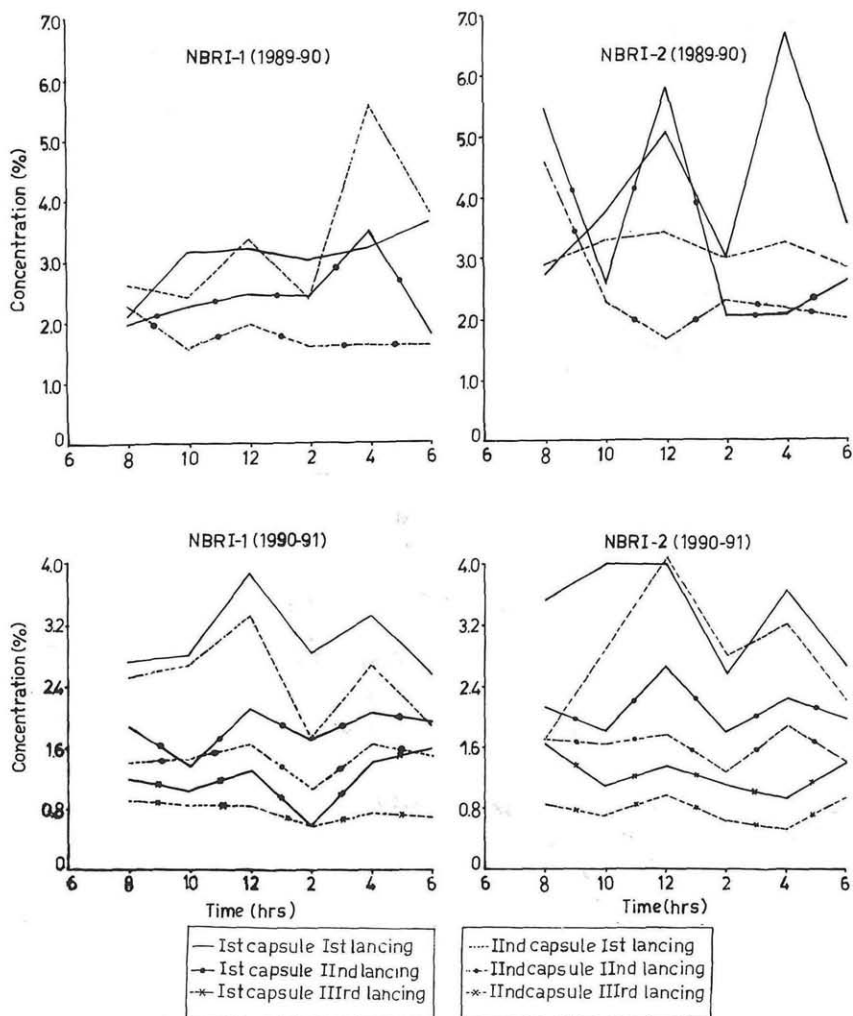 NBRI-1 (1989-90)
7.0
6.0
5.0
4.0
3.0
2.0
1.0
0
Concentration (%)
6 8 10 12 2 4 6
NBRI-2 (1989-90)
7.0
6.0
5.0
4.0
3.0
2.0
1.0
0
6 8 10 12 2 4 6
NBRI-1 (1990-91)
4.0
3.2
2.4
1.6
0.8
0
Concentration (%)
6 8 10 12 2 4 6
Time (hrs)
NBRI-2 (1990-91)
4.0
3.2
2.4
1.6
0.8
0
6 8 10 12 2 4 6
Time (hrs)
Ist capsule Ist lancing
Ist capsule IInd lancing
Ist capsule IIIrd lancing
IInd capsule Ist lancing
IInd capsule IInd lancing
IInd capsule IIIrd lancing